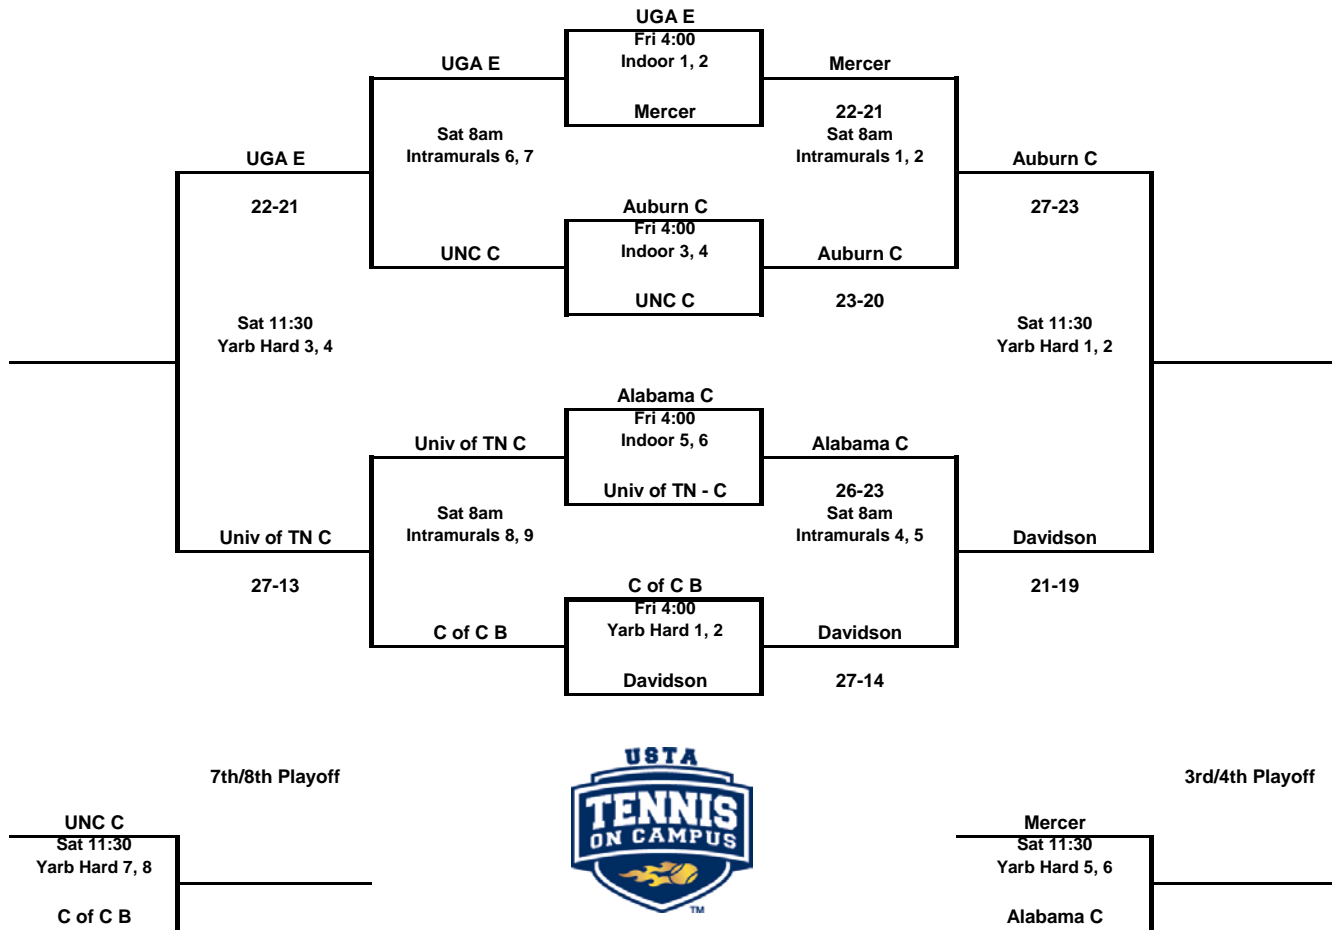 UGA E
Fri 4:00
Indoor 1, 2
UGA E
Mercer
Mercer
22-21
Sat 8am
Intramurals 6, 7
Sat 8am
Intramurals 1, 2
UGA E
Auburn C
22-21
Auburn C
27-23
Fri 4:00
Indoor 3, 4
UNC C
Auburn C
UNC C
23-20
Sat 11:30
Yarb Hard 3, 4
Sat 11:30
Yarb Hard 1, 2
Alabama C
Fri 4:00
Indoor 5, 6
Univ of TN C
Alabama C
Univ of TN - C
26-23
Sat 8am
Intramurals 8, 9
Sat 8am
Intramurals 4, 5
Univ of TN C
Davidson
27-13
C of C B
21-19
Fri 4:00
Yarb Hard 1, 2
C of C B
Davidson
Davidson
27-14
USTA
TENNIS
ON CAMPUS
TM
7th/8th Playoff
3rd/4th Playoff
UNC C
Sat 11:30
Yarb Hard 7, 8
C of C B
Mercer
Sat 11:30
Yarb Hard 5, 6
Alabama C